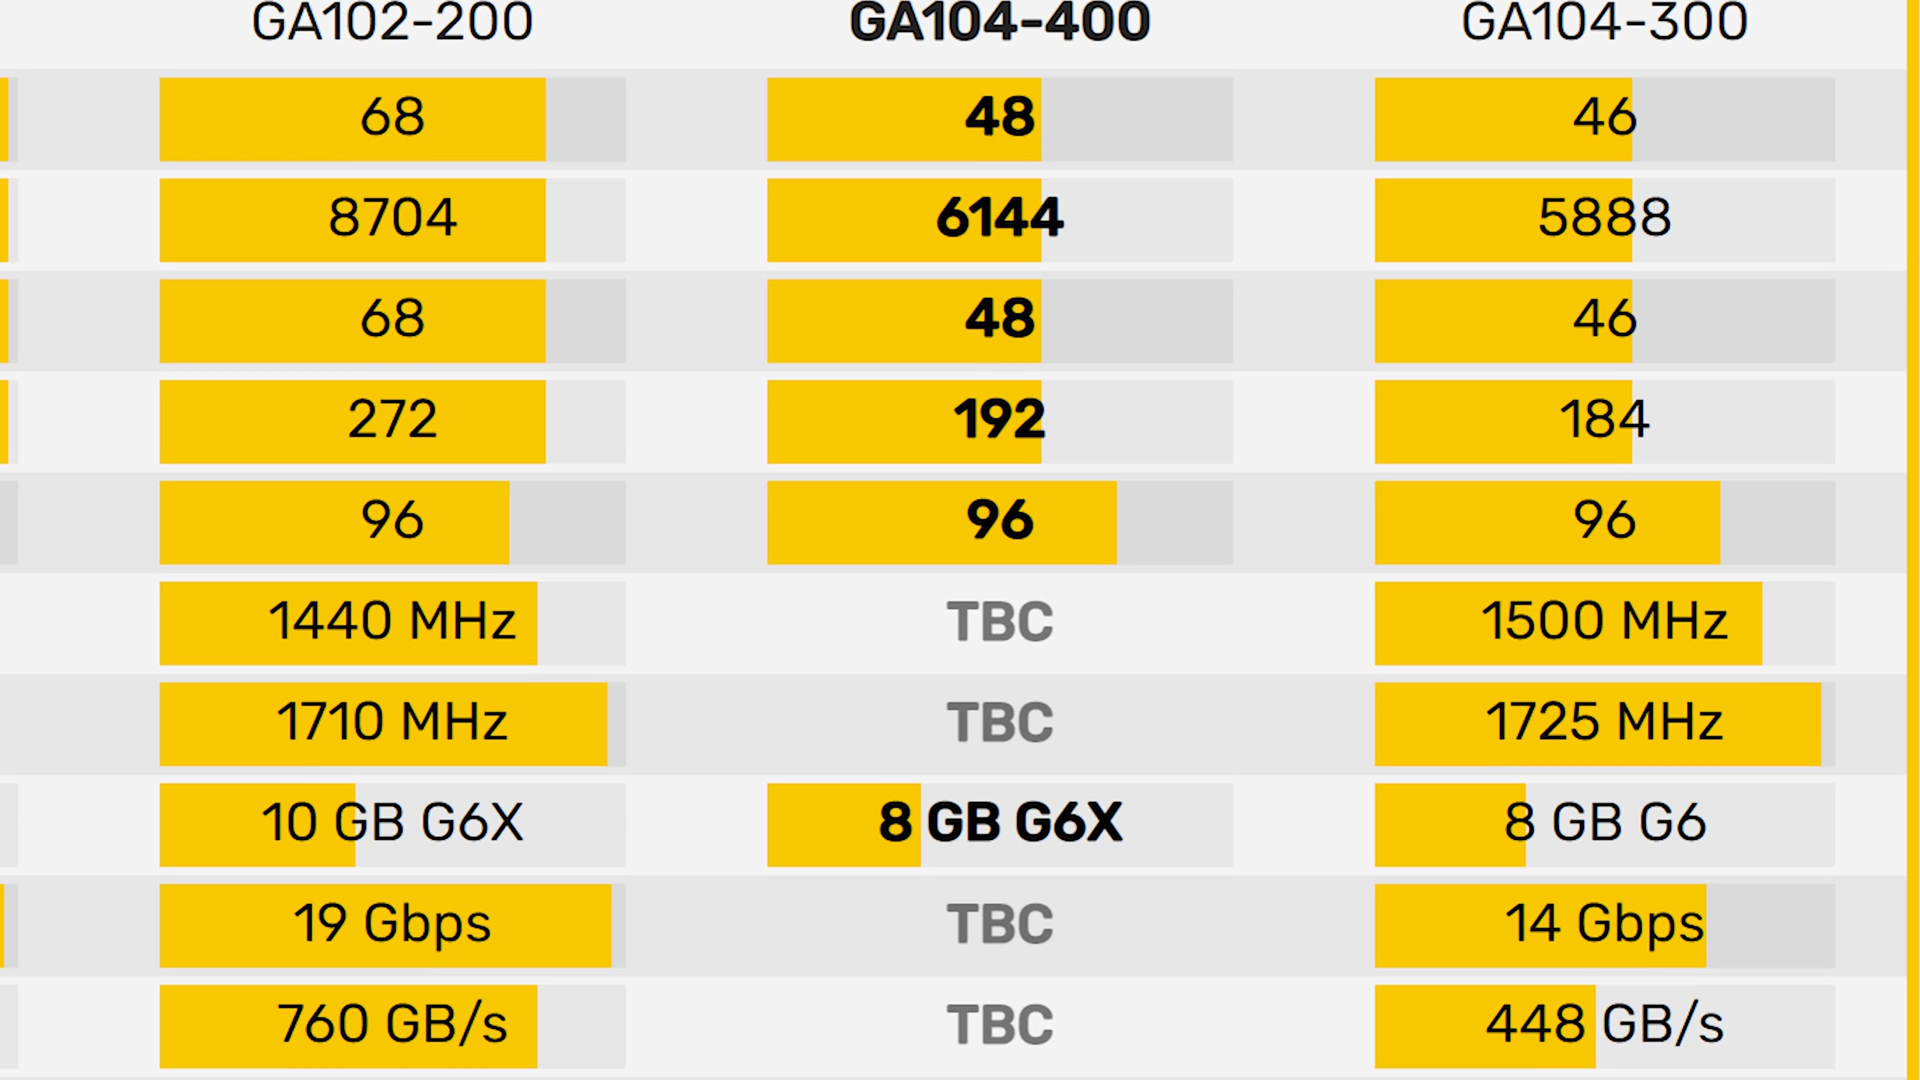 GA102-200 GA104-400 GA104-300
68 48 46
8704 6144 5888
68 48 46
272 192 184
96 96 96
1440 MHz TBC 1500 MHz
1710 MHz TBC 1725 MHz
10 GB G6X 8 GB G6X 8 GB G6
19 Gbps TBC 14 Gbps
760 GB/s TBC 448 GB/s